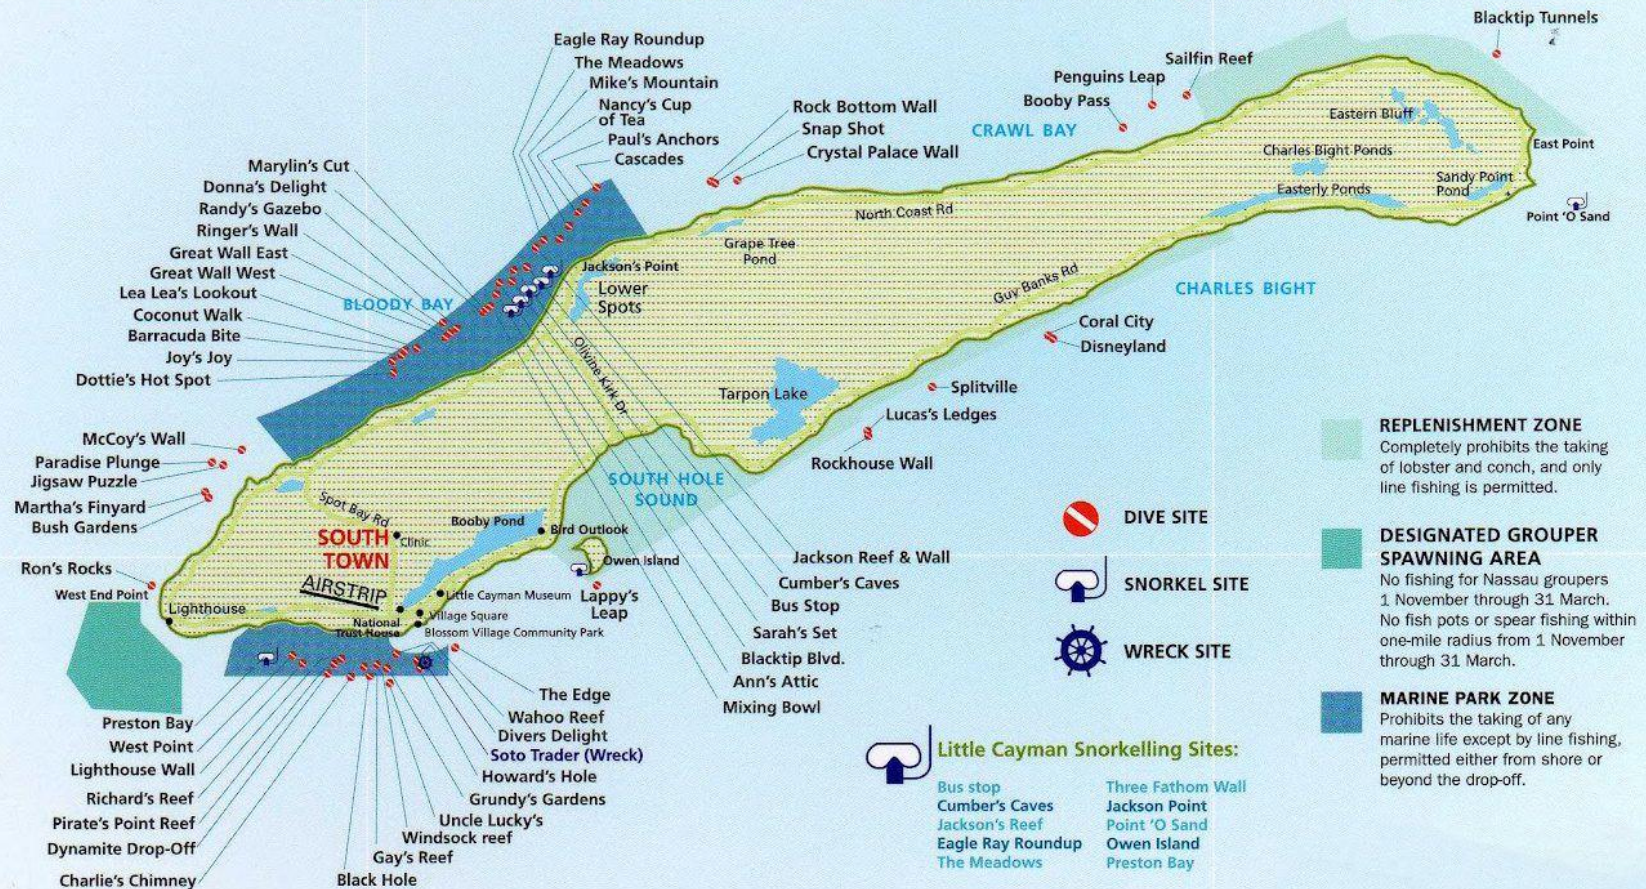 Eagle Ray Roundup
The Meadows
Mike's Mountain
Nancy's Cup
of Tea
Paul's Anchors
Cascades
Rock Bottom Wall
Snap Shot
Crystal Palace Wall
CRAWL BAY
Booby Pass
Penguins Leap
Sailfin Reef
Blacktip Tunnels
Eastern Bluff
Charles Bight Ponds
Easterly Ponds
Sandy Point
Pond
East Point
Point 'O Sand
Marylin's Cut
Donna's Delight
Randy's Gazebo
Ringer's Wall
Great Wall East
Great Wall West
Lea Lea's Lookout
Coconut Walk
Barracuda Bite
Joy's Joy
Dottie's Hot Spot
BLOODY BAY
Jackson's Point
Lower
Spots
Grape Tree
Pond
North Coast Rd
Guy Banks Rd
CHARLES BIGHT
Olivine Kirk Dr
Tarpon Lake
Coral City
Disneyland
Splitville
Lucas's Ledges
Rockhouse Wall
McCoy's Wall
Paradise Plunge
Jigsaw Puzzle
Martha's Finyard
Bush Gardens
Ron's Rocks
West End Point
Lighthouse
Spot Bay Rd
SOUTH
TOWN
Clinic
AIRSTRIP
Booby Pond
Bird Outlook
SOUTH HOLE
SOUND
Owen Island
Lappy's
Leap
Little Cayman Museum
Village Square
National
Trust House
Blossom Village Community Park
Jackson Reef & Wall
Cumber's Caves
Bus Stop
Sarah's Set
Blacktip Blvd.
Ann's Attic
Mixing Bowl
Preston Bay
West Point
Lighthouse Wall
Richard's Reef
Pirate's Point Reef
Dynamite Drop-Off
Charlie's Chimney
The Edge
Wahoo Reef
Divers Delight
Soto Trader (Wreck)
Howard's Hole
Grundy's Gardens
Uncle Lucky's
Windsock reef
Gay's Reef
Black Hole
DIVE SITE
SNORKEL SITE
WRECK SITE
REPLENISHMENT ZONE
Completely prohibits the taking
of lobster and conch, and only
line fishing is permitted.
DESIGNATED GROUPER
SPAWNING AREA
No fishing for Nassau groupers
1 November through 31 March.
No fish pots or spear fishing within
one-mile radius from 1 November
through 31 March.
MARINE PARK ZONE
Prohibits the taking of any
marine life except by line fishing,
permitted either from shore or
beyond the drop-off.
Little Cayman Snorkelling Sites:
Bus stop
Cumber's Caves
Jackson's Reef
Eagle Ray Roundup
The Meadows
Three Fathom Wall
Jackson Point
Point 'O Sand
Owen Island
Preston Bay